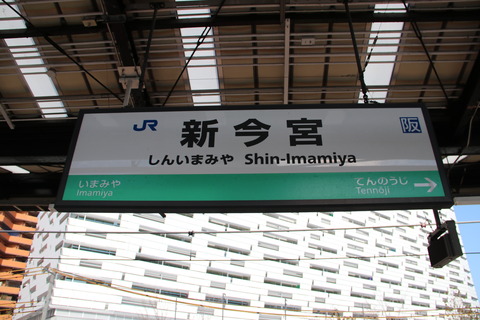 JR 新今宮 阪
しんいまみや Shin-Imamiya
いまみや てんのうじ
Imamiya Tennōji